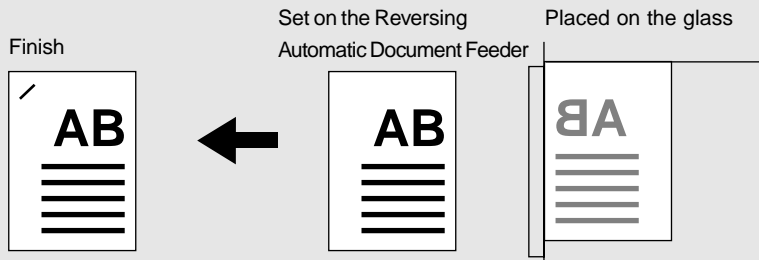 Finish
Set on the Reversing
Automatic Document Feeder
Placed on the glass
AB
AB
AB